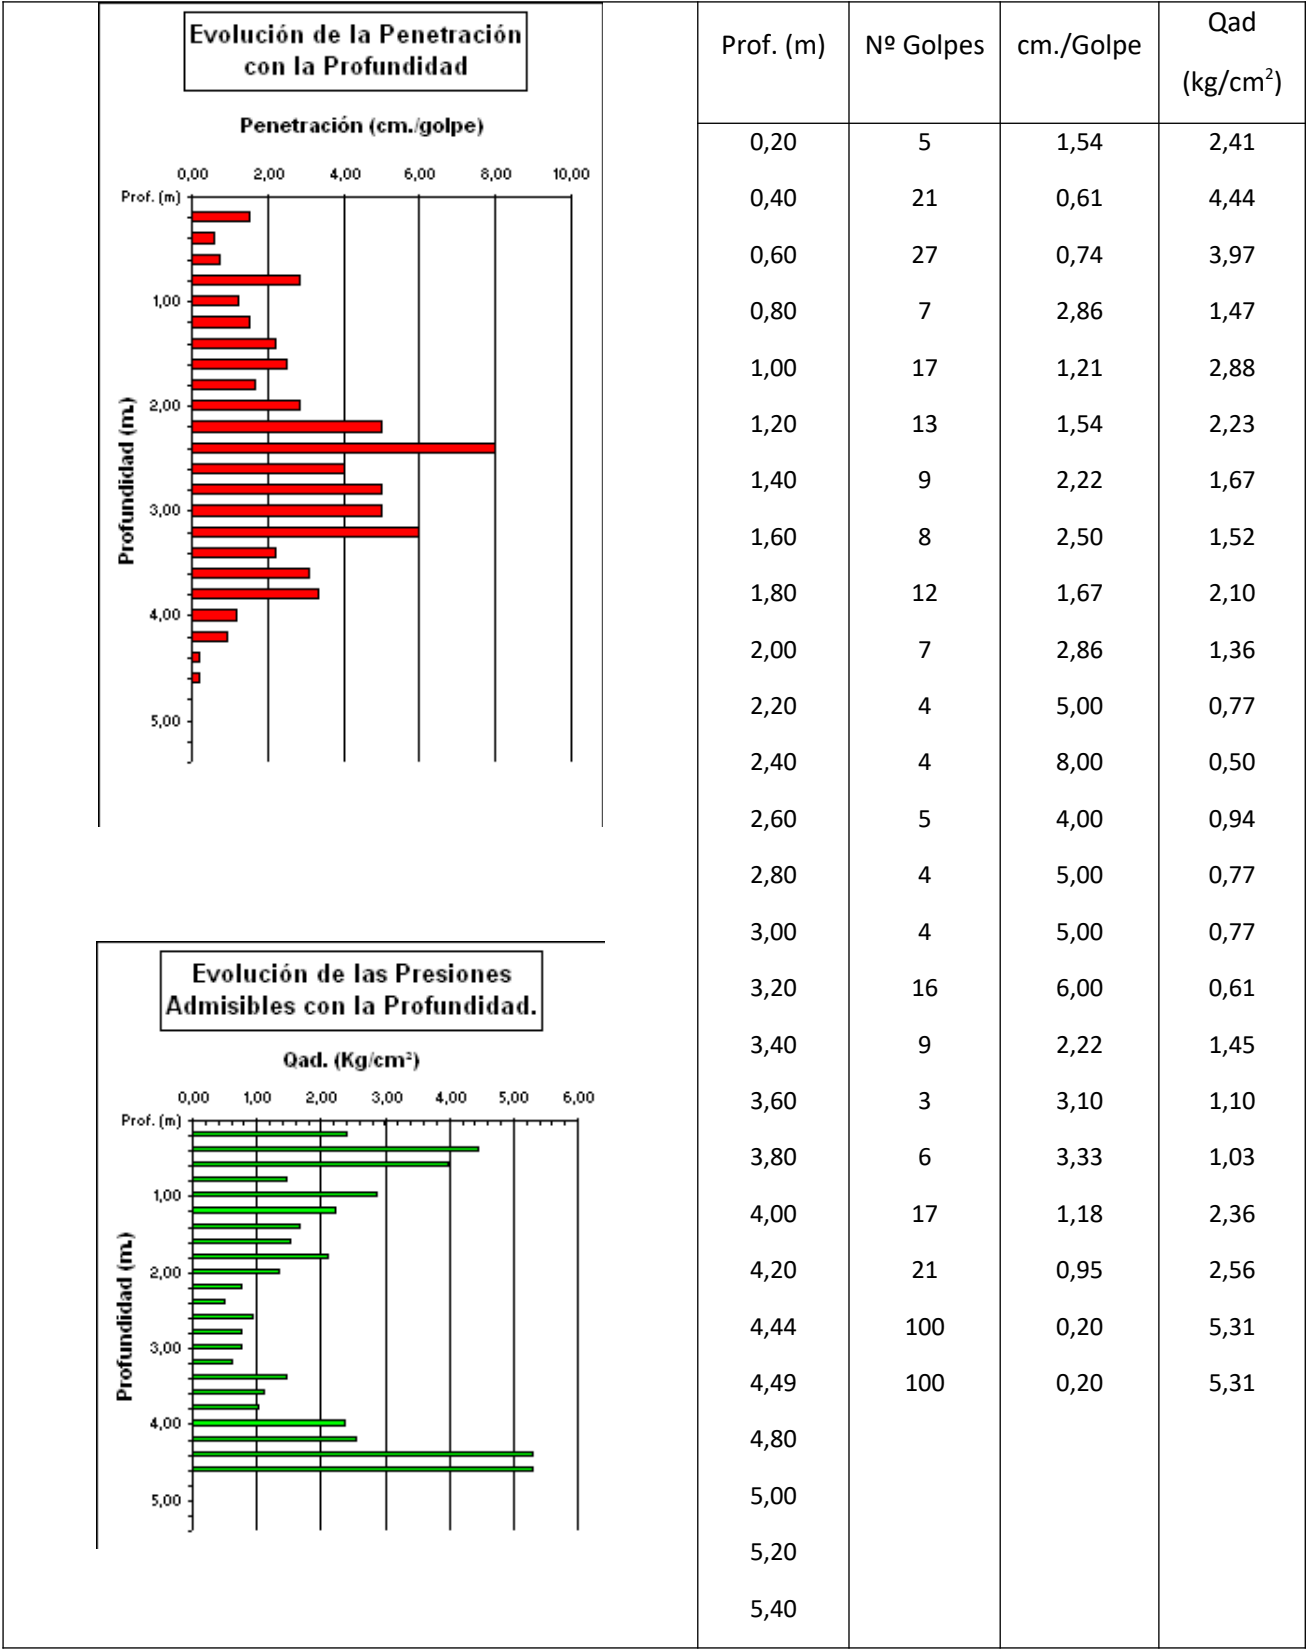 Evolución de la Penetración
con la Profundidad
Penetración (cm./golpe)
0,00 2,00 4,00 6,00 8,00 10,00
Prof. (m)
1,00
2,00
3,00
4,00
5,00
Profundidad (m.)
Evolución de las Presiones
Admisibles con la Profundidad.
Qad. (Kg/cm²)
0,00 1,00 2,00 3,00 4,00 5,00 6,00
Prof. (m)
1,00
2,00
3,00
4,00
5,00
Profundidad (m.)
Prof. (m) Nº Golpes cm./Golpe Qad
(kg/cm²)
0,20 5 1,54 2,41
0,40 21 0,61 4,44
0,60 27 0,74 3,97
0,80 7 2,86 1,47
1,00 17 1,21 2,88
1,20 13 1,54 2,23
1,40 9 2,22 1,67
1,60 8 2,50 1,52
1,80 12 1,67 2,10
2,00 7 2,86 1,36
2,20 4 5,00 0,77
2,40 4 8,00 0,50
2,60 5 4,00 0,94
2,80 4 5,00 0,77
3,00 4 5,00 0,77
3,20 16 6,00 0,61
3,40 9 2,22 1,45
3,60 3 3,10 1,10
3,80 6 3,33 1,03
4,00 17 1,18 2,36
4,20 21 0,95 2,56
4,44 100 0,20 5,31
4,49 100 0,20 5,31
4,80
5,00
5,20
5,40